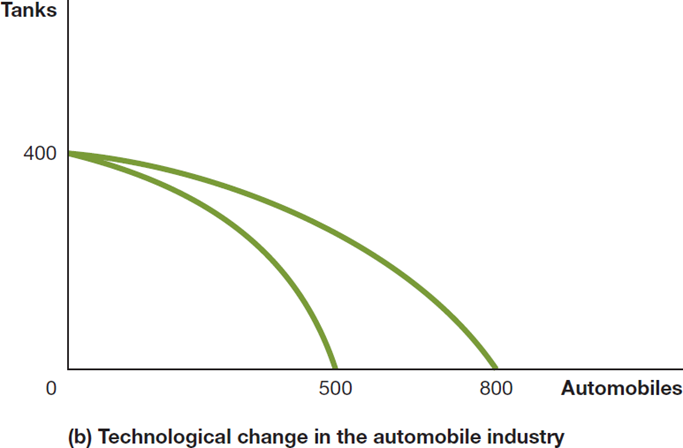 Tanks
400
0
500
800
Automobiles
(b) Technological change in the automobile industry